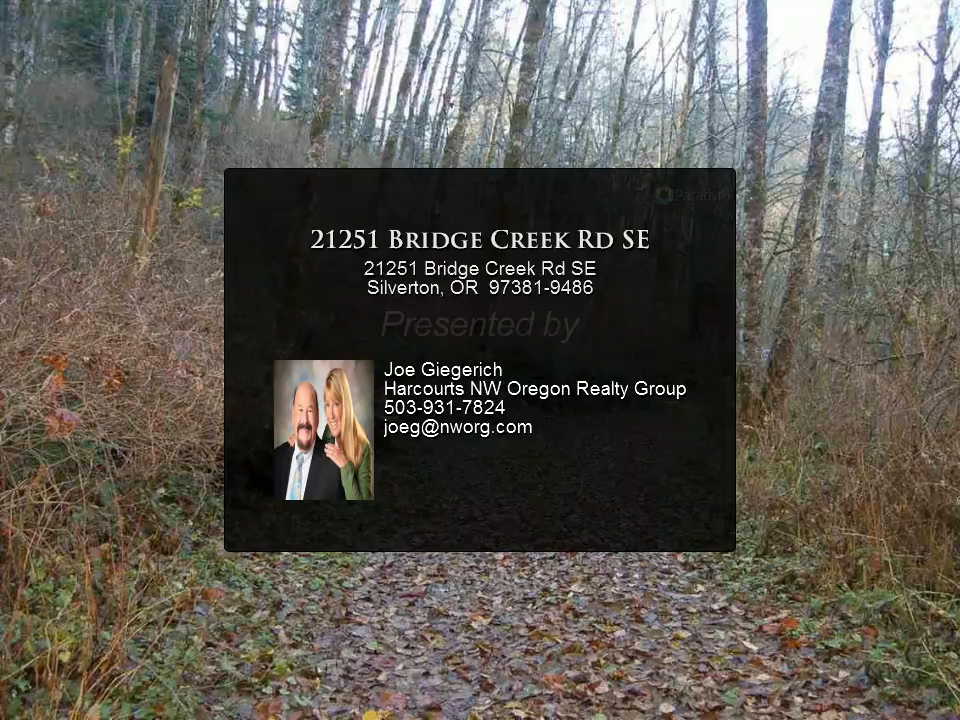 Paradym
21251 BRIDGE CREEK RD SE
21251 Bridge Creek Rd SE
Silverton, OR 97381-9486
Presented by
Joe Giegerich
Harcourts NW Oregon Realty Group
503-931-7824
joeg@nworg.com